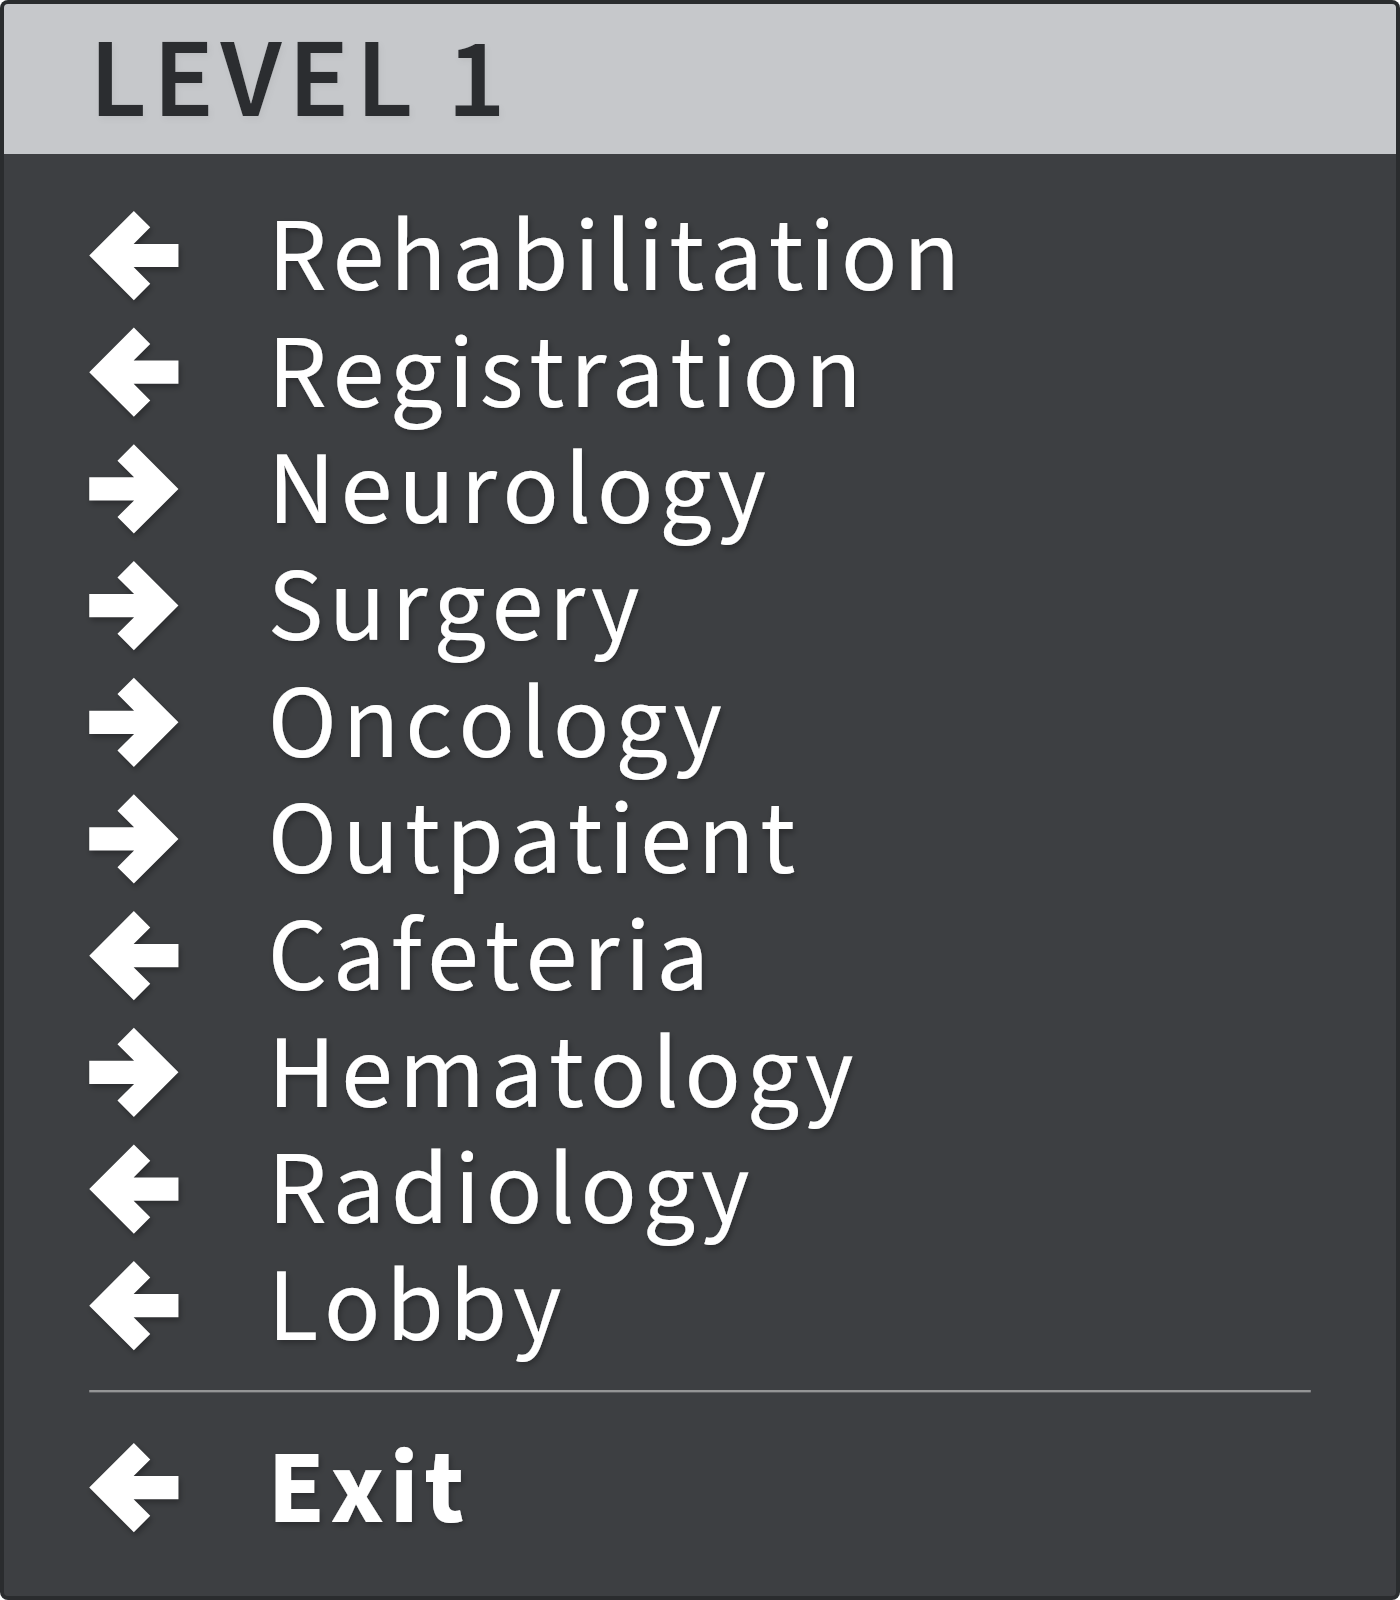 LEVEL 1
Rehabilitation
Registration
Neurology
Surgery
Oncology
Outpatient
Cafeteria
Hematology
Radiology
Lobby
Exit